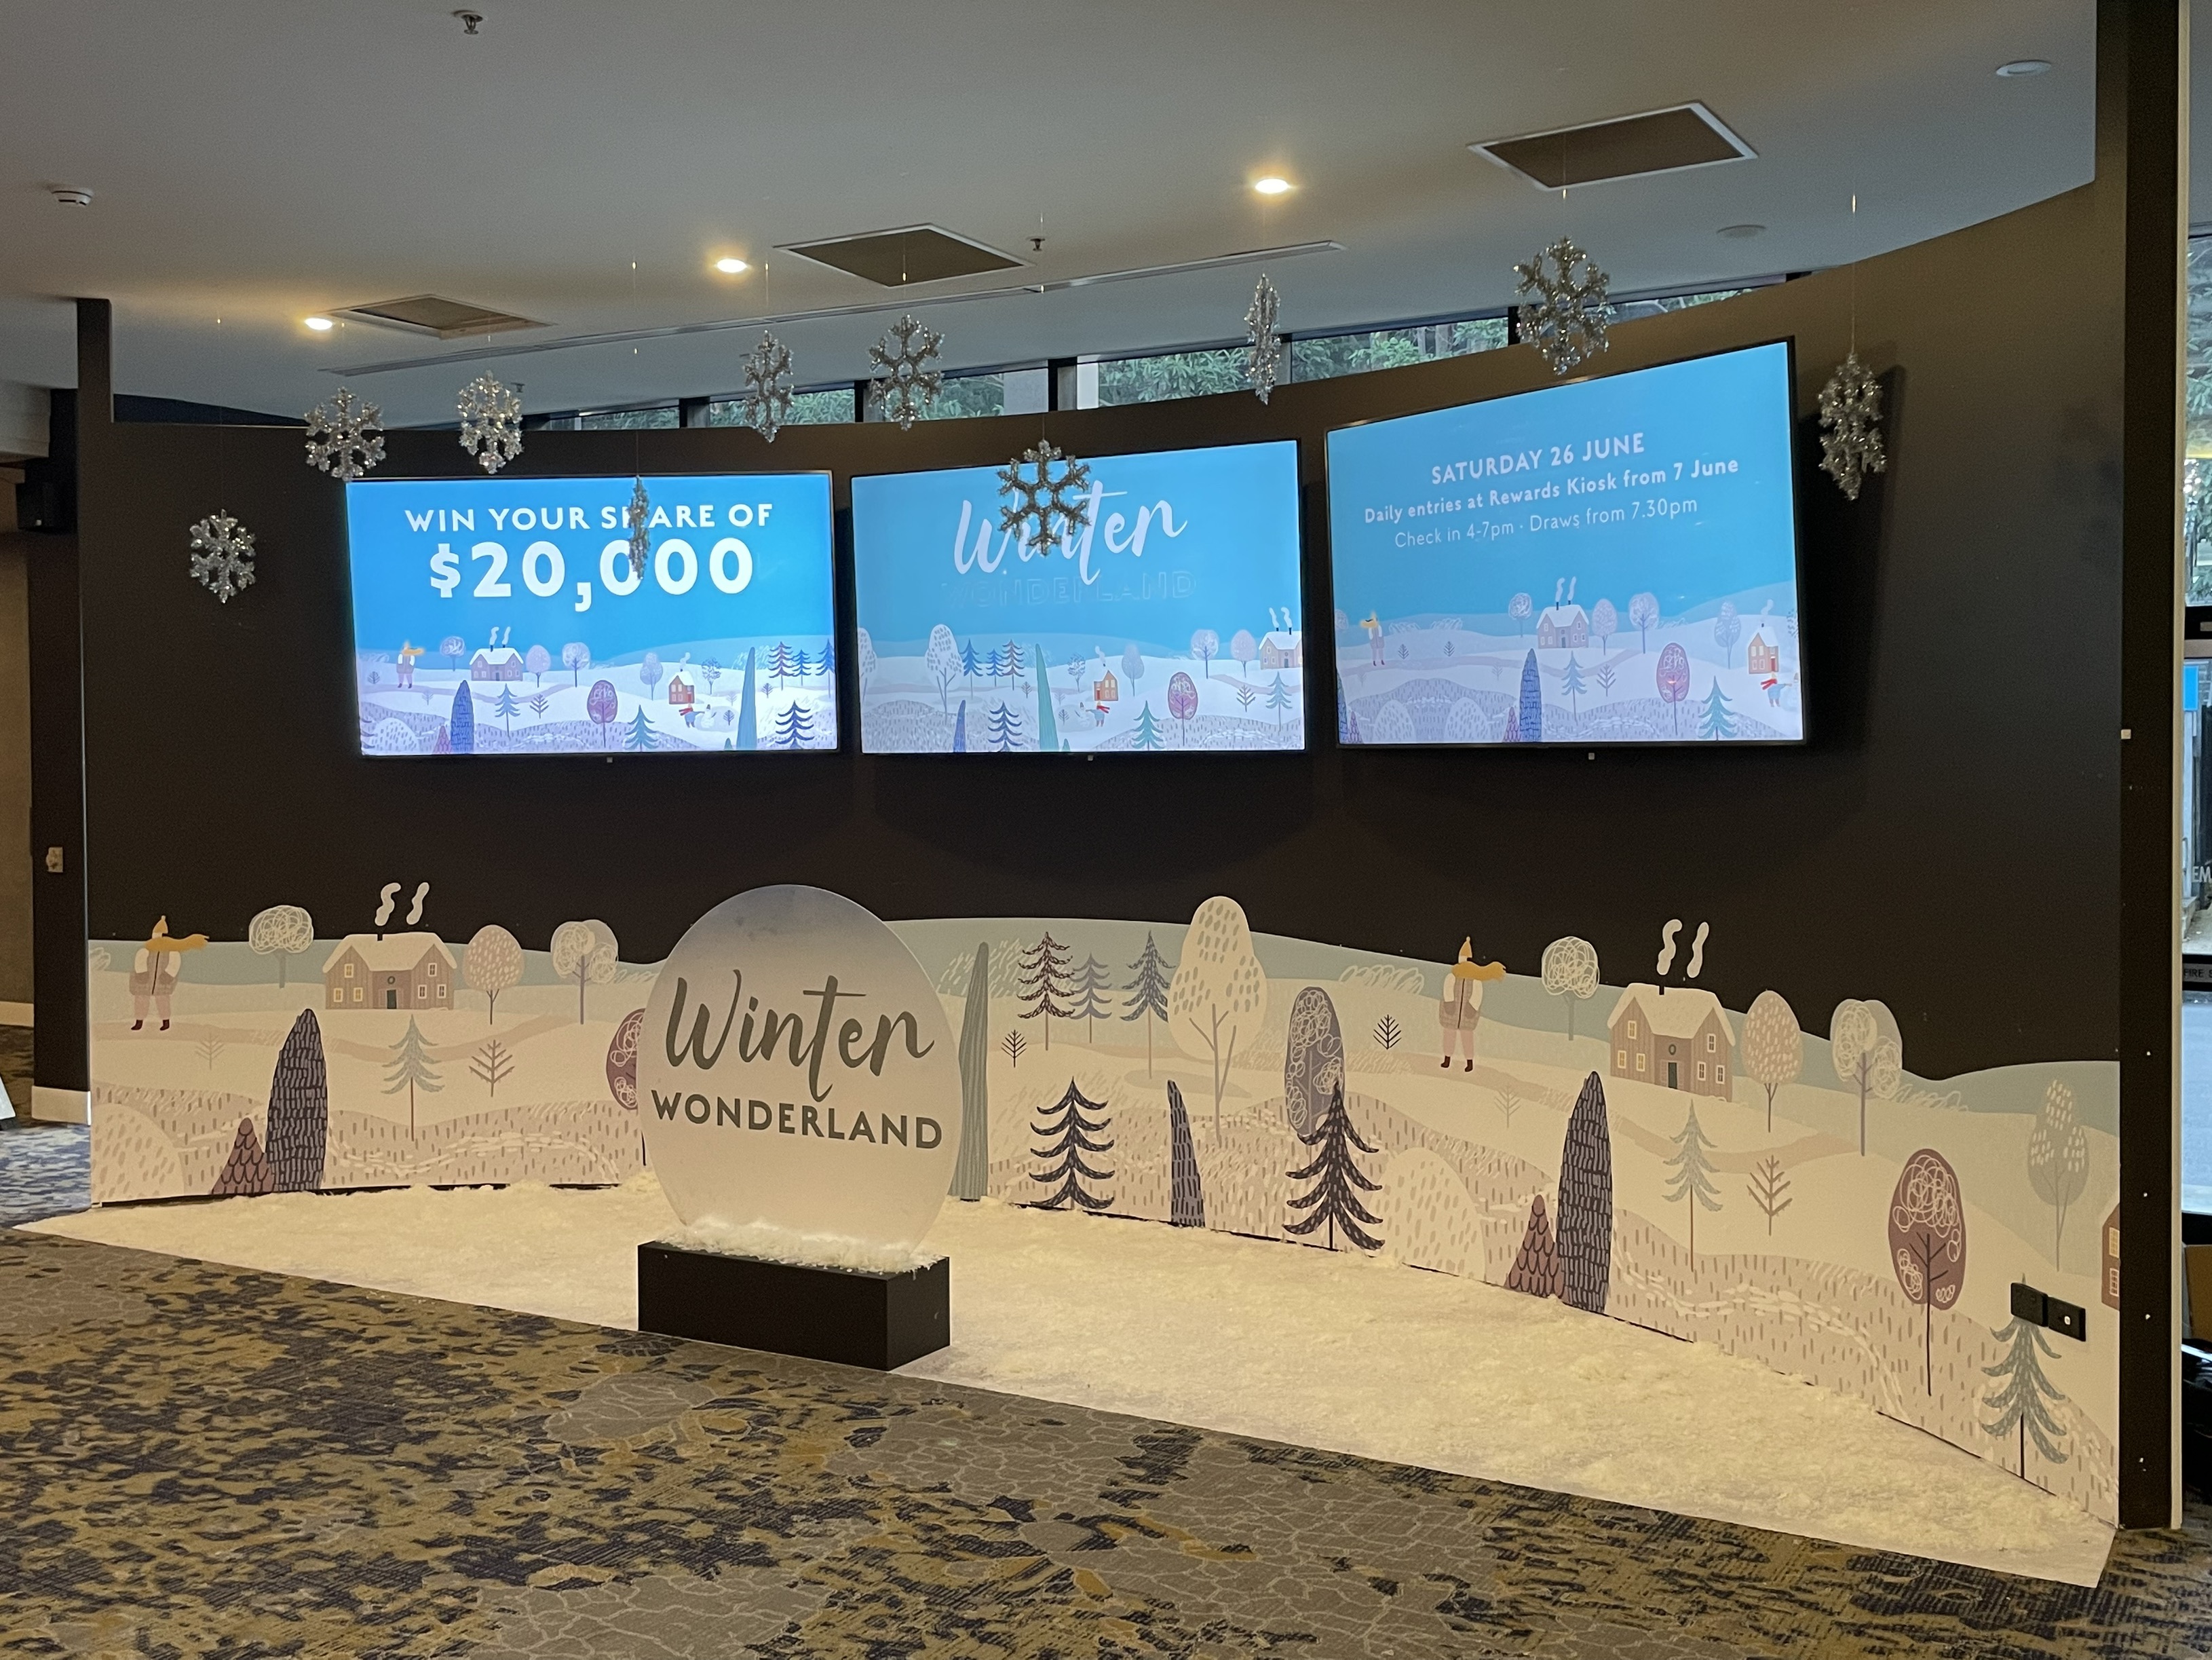 WIN YOUR SHARE OF
$20,000
Winter
WONDERLAND
SATURDAY 26 JUNE
Daily entries at Rewards Kiosk from 7 June
Check in 4-7pm · Draws from 7.30pm
Winter
WONDERLAND